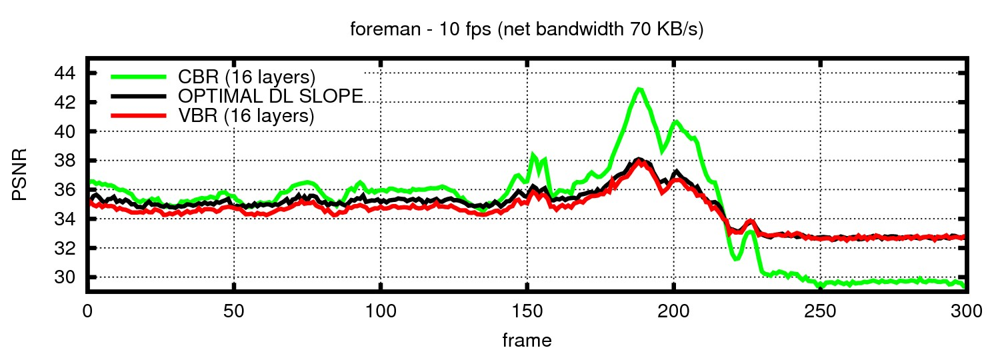 foreman - 10 fps (net bandwidth 70 KB/s)
CBR (16 layers)
OPTIMAL DL SLOPE
VBR (16 layers)
PSNR
44
42
40
38
36
34
32
30
0 50 100 150 200 250 300
frame